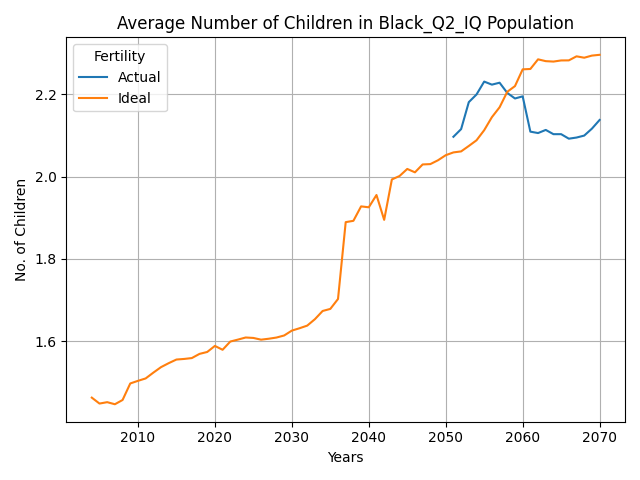 Average Number of Children in Black_Q2_IQ Population
Fertility
Actual
Ideal
No. of Children
2.2
2.0
1.8
1.6
2010 2020 2030 2040 2050 2060 2070
Years